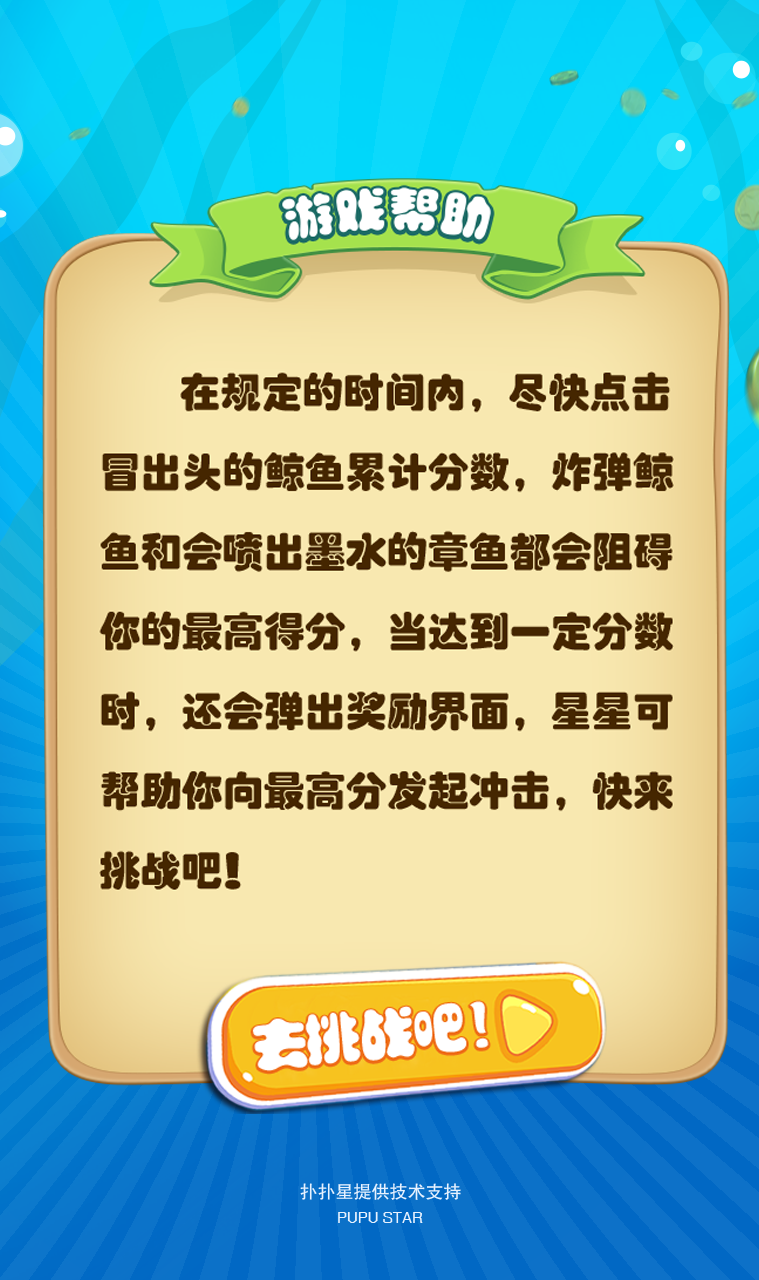 游戏帮助
在规定的时间内，尽快点击
冒出头的鲸鱼累计分数，炸弹鲸
鱼和会喷出墨水的章鱼都会阻碍
你的最高得分，当达到一定分数
时，还会弹出奖励界面，星星可
帮助你向最高分发起冲击，快来
挑战吧！
去挑战吧！
扑扑星提供技术支持
PUPU STAR